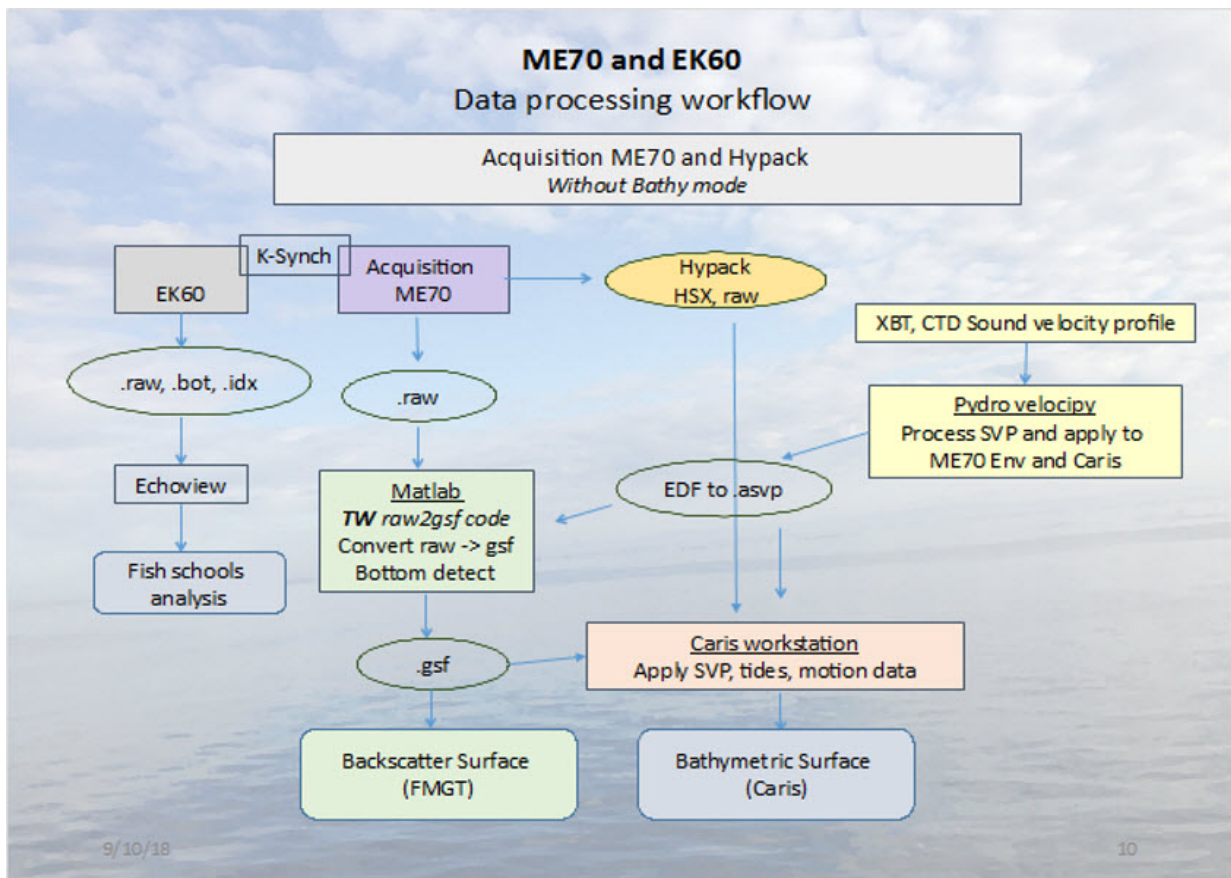 ME70 and EK60
Data processing workflow
Acquisition ME70 and Hypack
Without Bathy mode
K-Synch
EK60
Acquisition
ME70
Hypack
HSX, raw
XBT, CTD Sound velocity profile
.raw, .bot, .idx
.raw
Pydro velocipy
Process SVP and apply to
ME70 Env and Caris
Echoview
Matlab
TW raw2gsf code
Convert raw -> gsf
Bottom detect
EDF to .asvp
Fish schools
analysis
.gsf
Caris workstation
Apply SVP, tides, motion data
Backscatter Surface
(FMGT)
Bathymetric Surface
(Caris)
9/10/18
10